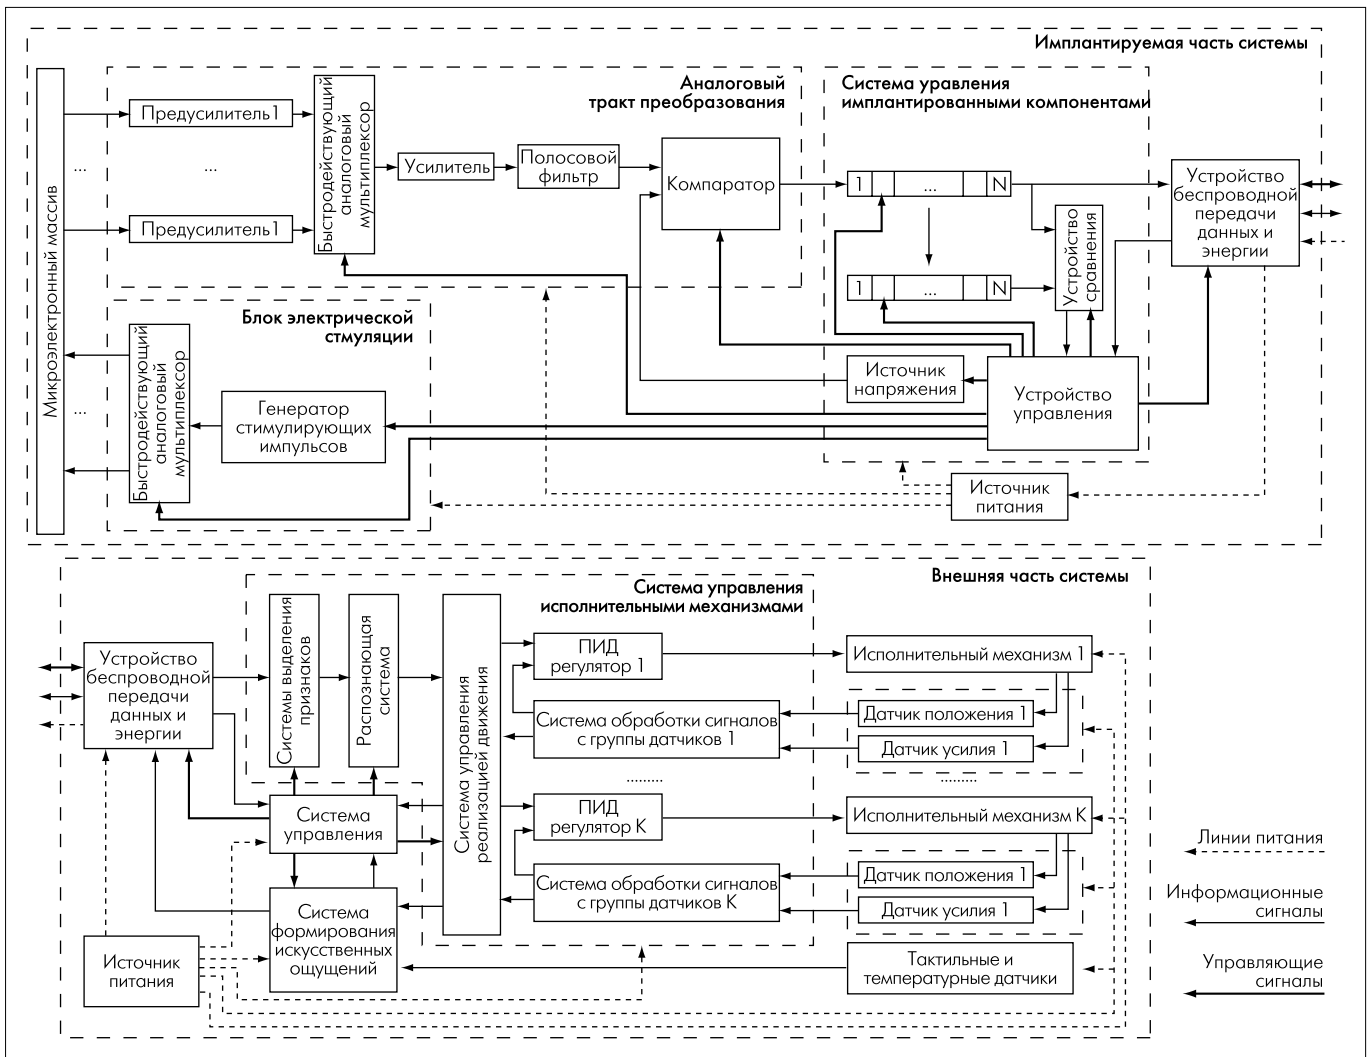 Имплантируемая часть системы
Аналоговый
тракт преобразования
Система уравления
имплантированными компонентами
Микроэлектронный массив
Предусилитель1
...
...
Предусилитель1
Быстродействующий
аналоговый
мультиплексор
Усилитель
Полосовой
фильтр
Компаратор
1
...
N
1
...
N
Устройство
сравнения
Устройство
беспроводной
передачи
данных и
энергии
Блок электрической
стмуляции
...
Быстродействующий
аналоговый
мультиплексор
Генератор
стимулирующих
импульсов
Источник
напряжения
Устройство
управления
Источник
питания
Внешняя часть системы
Система управления
исполнительными механизмами
Устройство
беспроводной
передачи
данных и
энергии
Системы выделения
признаков
Распознающая
система
Система управления
реализацией движения
ПИД
регулятор 1
Исполнительный механизм 1
Система обработки сигналов
с группы датчиков 1
Датчик положения 1
Датчик усилия 1
..........
..........
Система
управления
ПИД
регулятор К
Исполнительный механизм К
Система обработки сигналов
с группы датчиков К
Датчик положения 1
Датчик усилия 1
Система
формирования
искусственных
ощущений
Источник
питания
Тактильные и
температурные датчики
Линии питания
Информационные
сигналы
Управляющие
сигналы